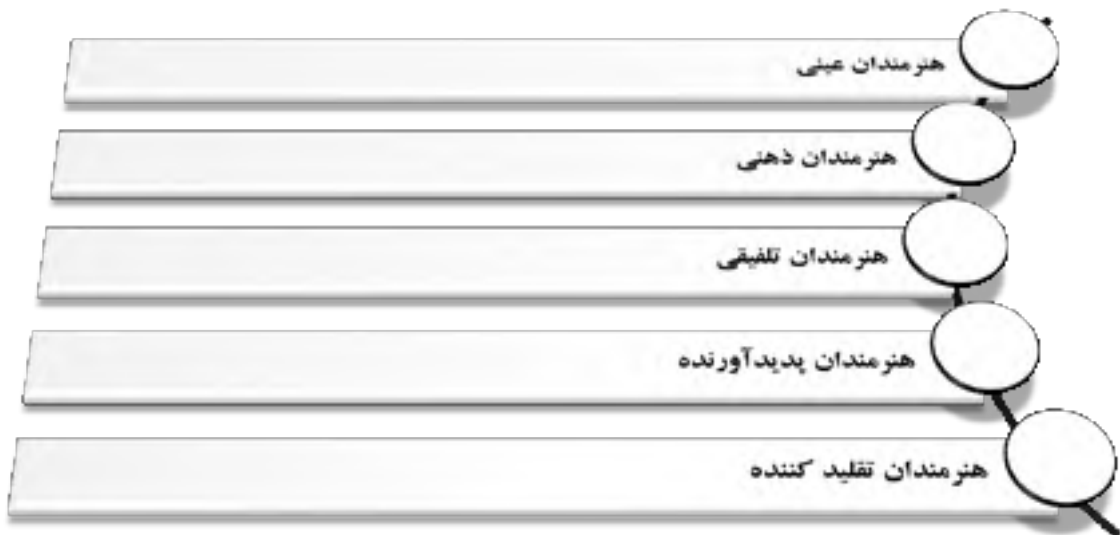 هنرمندان عینی
هنرمندان ذهنی
هنرمندان تلفیقی
هنرمندان پدیدآورنده
هنرمندان تقلید کننده